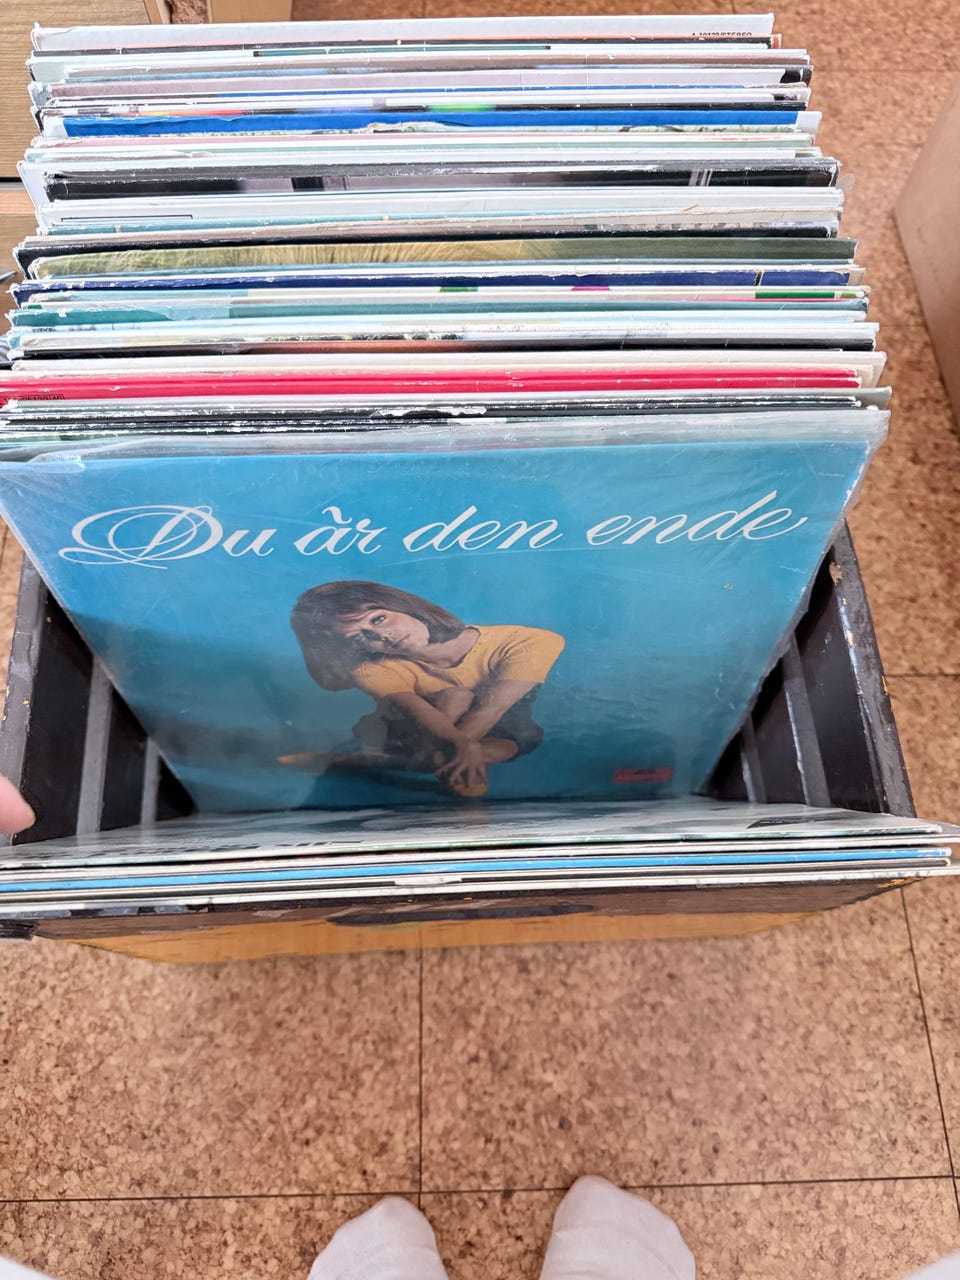 Du är den ende